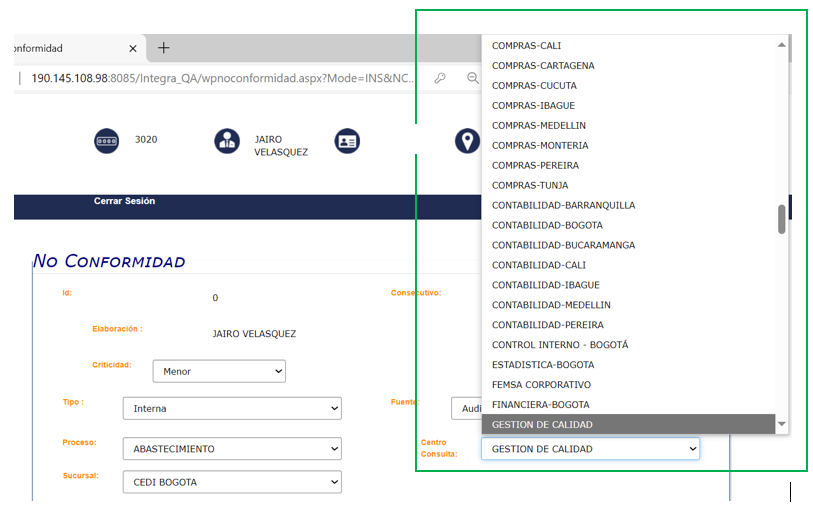 onformidad
190.145.108.98:8085/Integra_QA/wpnoconformidad.aspx?Mode=INS&NC...
3020
JAIRO
VELASQUEZ
Cerrar Sesión
NO CONFORMIDAD
Id:
0
Consecutivo:
Elaboración :
JAIRO VELASQUEZ
Criticidad:
Menor
Tipo :
Interna
Fuente
Audi
Proceso:
ABASTECIMIENTO
Centro
Consulta:
GESTION DE CALIDAD
Sucursal:
CEDI BOGOTA
COMPRAS-CALI
COMPRAS-CARTAGENA
COMPRAS-CUCUTA
COMPRAS-IBAGUE
COMPRAS-MEDELLIN
COMPRAS-MONTERIA
COMPRAS-PEREIRA
COMPRAS-TUNJA
CONTABILIDAD-BARRANQUILLA
CONTABILIDAD-BOGOTA
CONTABILIDAD-BUCARAMANGA
CONTABILIDAD-CALI
CONTABILIDAD-IBAGUE
CONTABILIDAD-MEDELLIN
CONTABILIDAD-PEREIRA
CONTROL INTERNO - BOGOTÁ
ESTADISTICA-BOGOTA
FEMSA CORPORATIVO
FINANCIERA-BOGOTA
GESTION DE CALIDAD